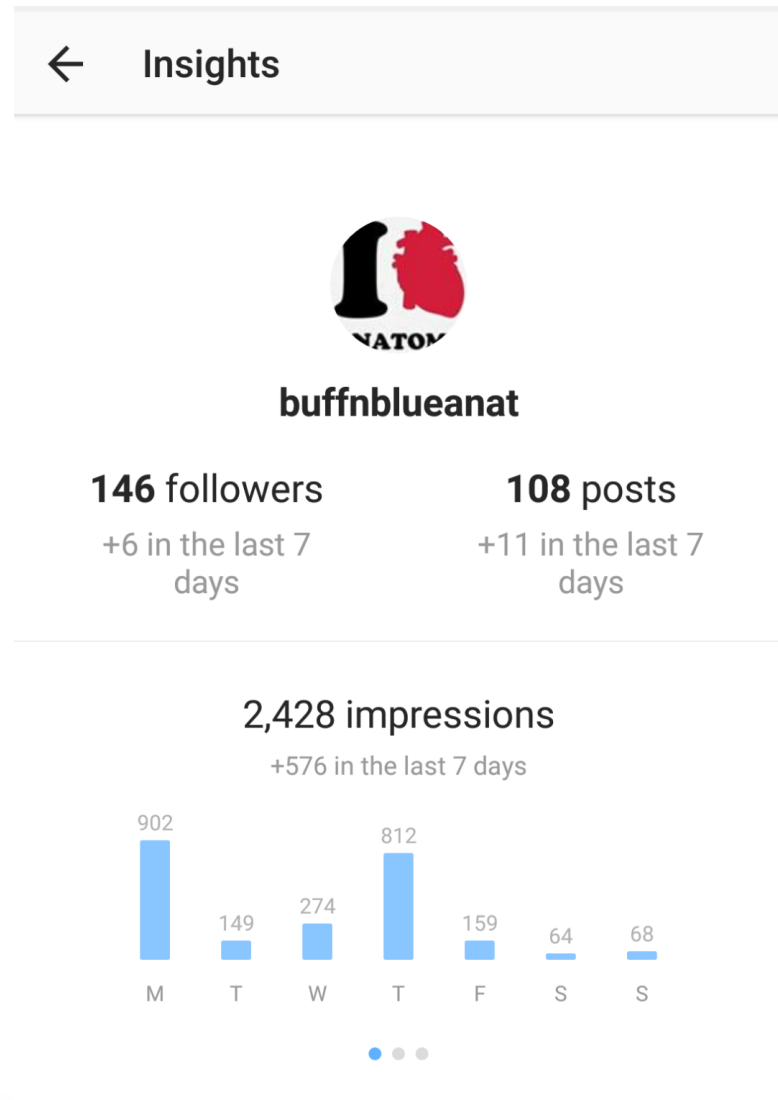 Insights
I
NATOM
buffnblueanat
146 followers
108 posts
+6 in the last 7
days
+11 in the last 7
days
2,428 impressions
+576 in the last 7 days
902
149
274
812
159
64
68
M T W T F S S